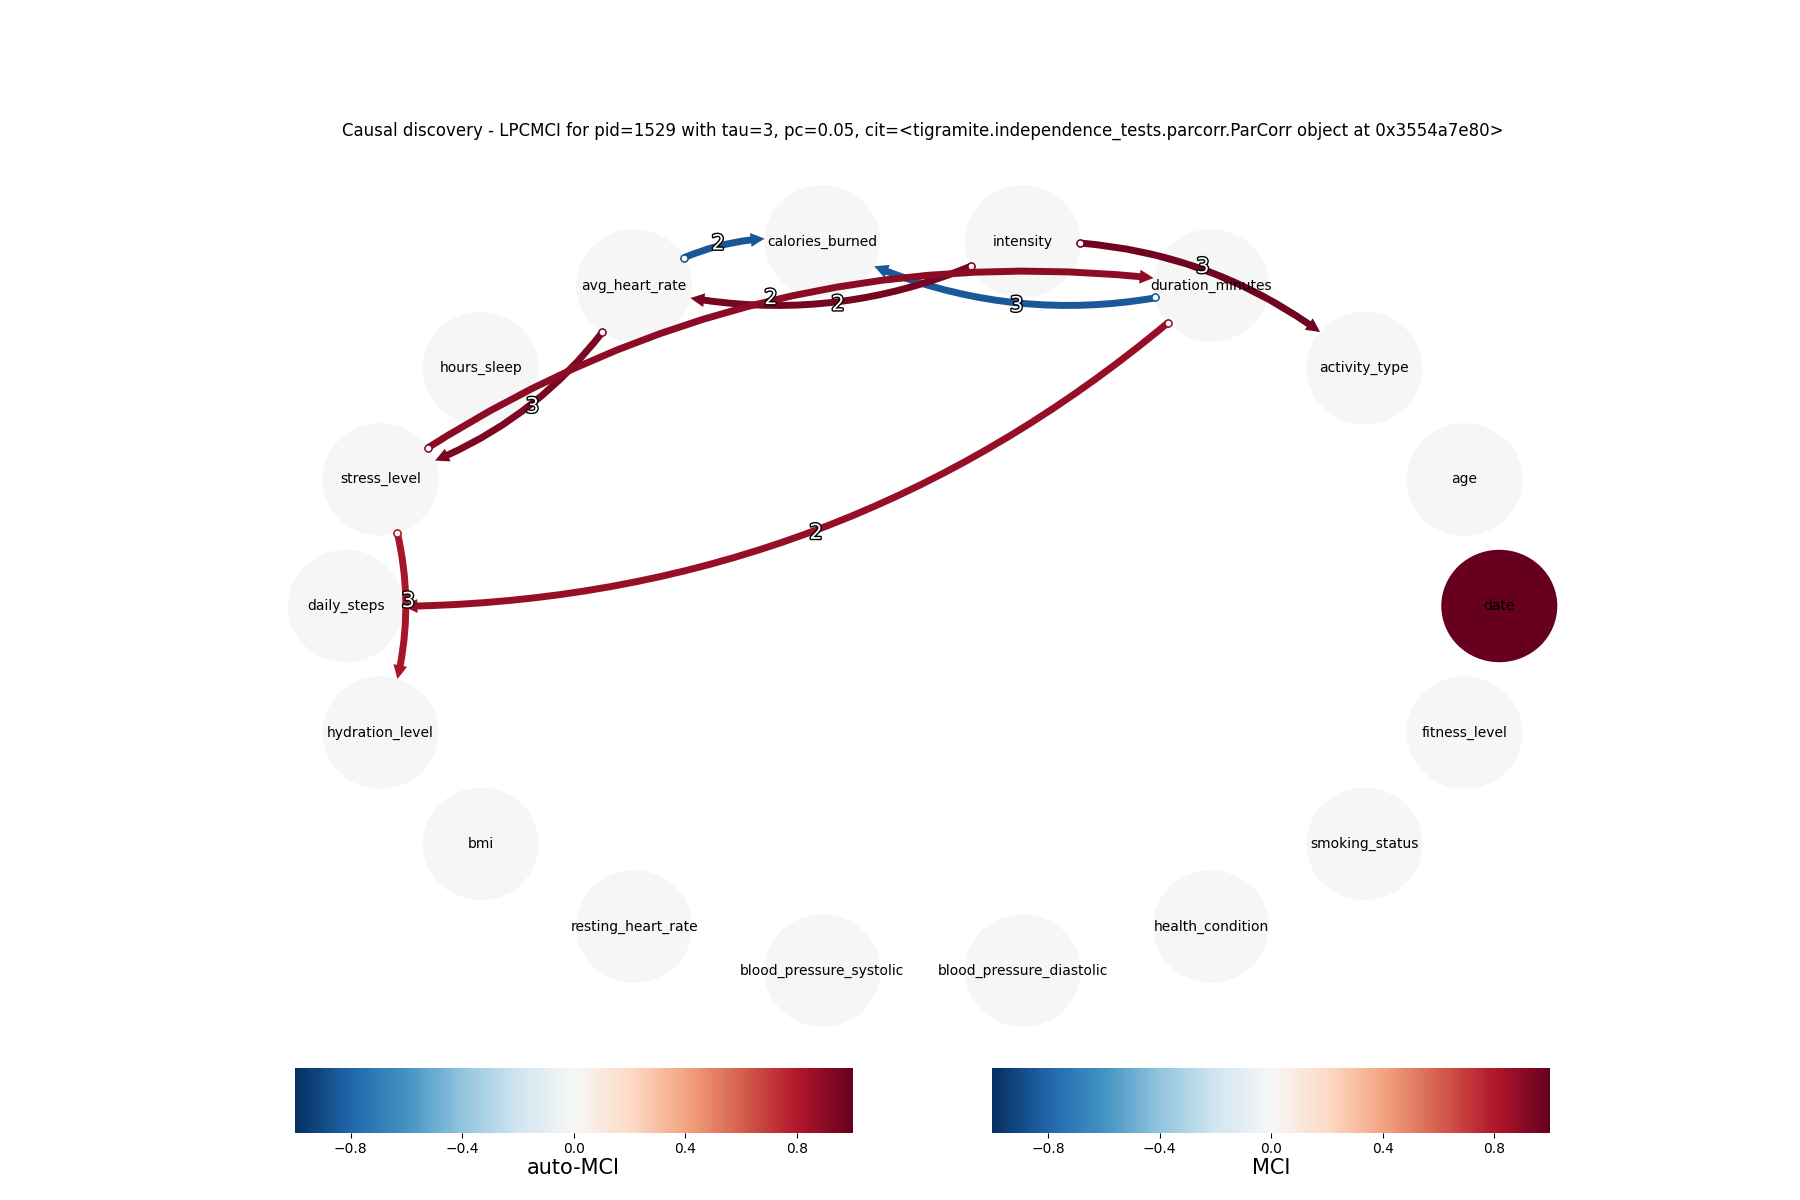 Causal discovery - LPCMCI for pid=1529 with tau=3, pc=0.05, cit=<tigramite.independence_tests.parcorr.ParCorr object at 0x3554a7e80>
2
calories_burned
intensity
3
avg_heart_rate
2
2
3
duration_minutes
hours_sleep
activity_type
3
stress_level
age
2
daily_steps
3
date
hydration_level
fitness_level
bmi
smoking_status
resting_heart_rate
health_condition
blood_pressure_systolic
blood_pressure_diastolic
−0.8 −0.4 0.0 0.4 0.8
auto-MCI
−0.8 −0.4 0.0 0.4 0.8
MCI